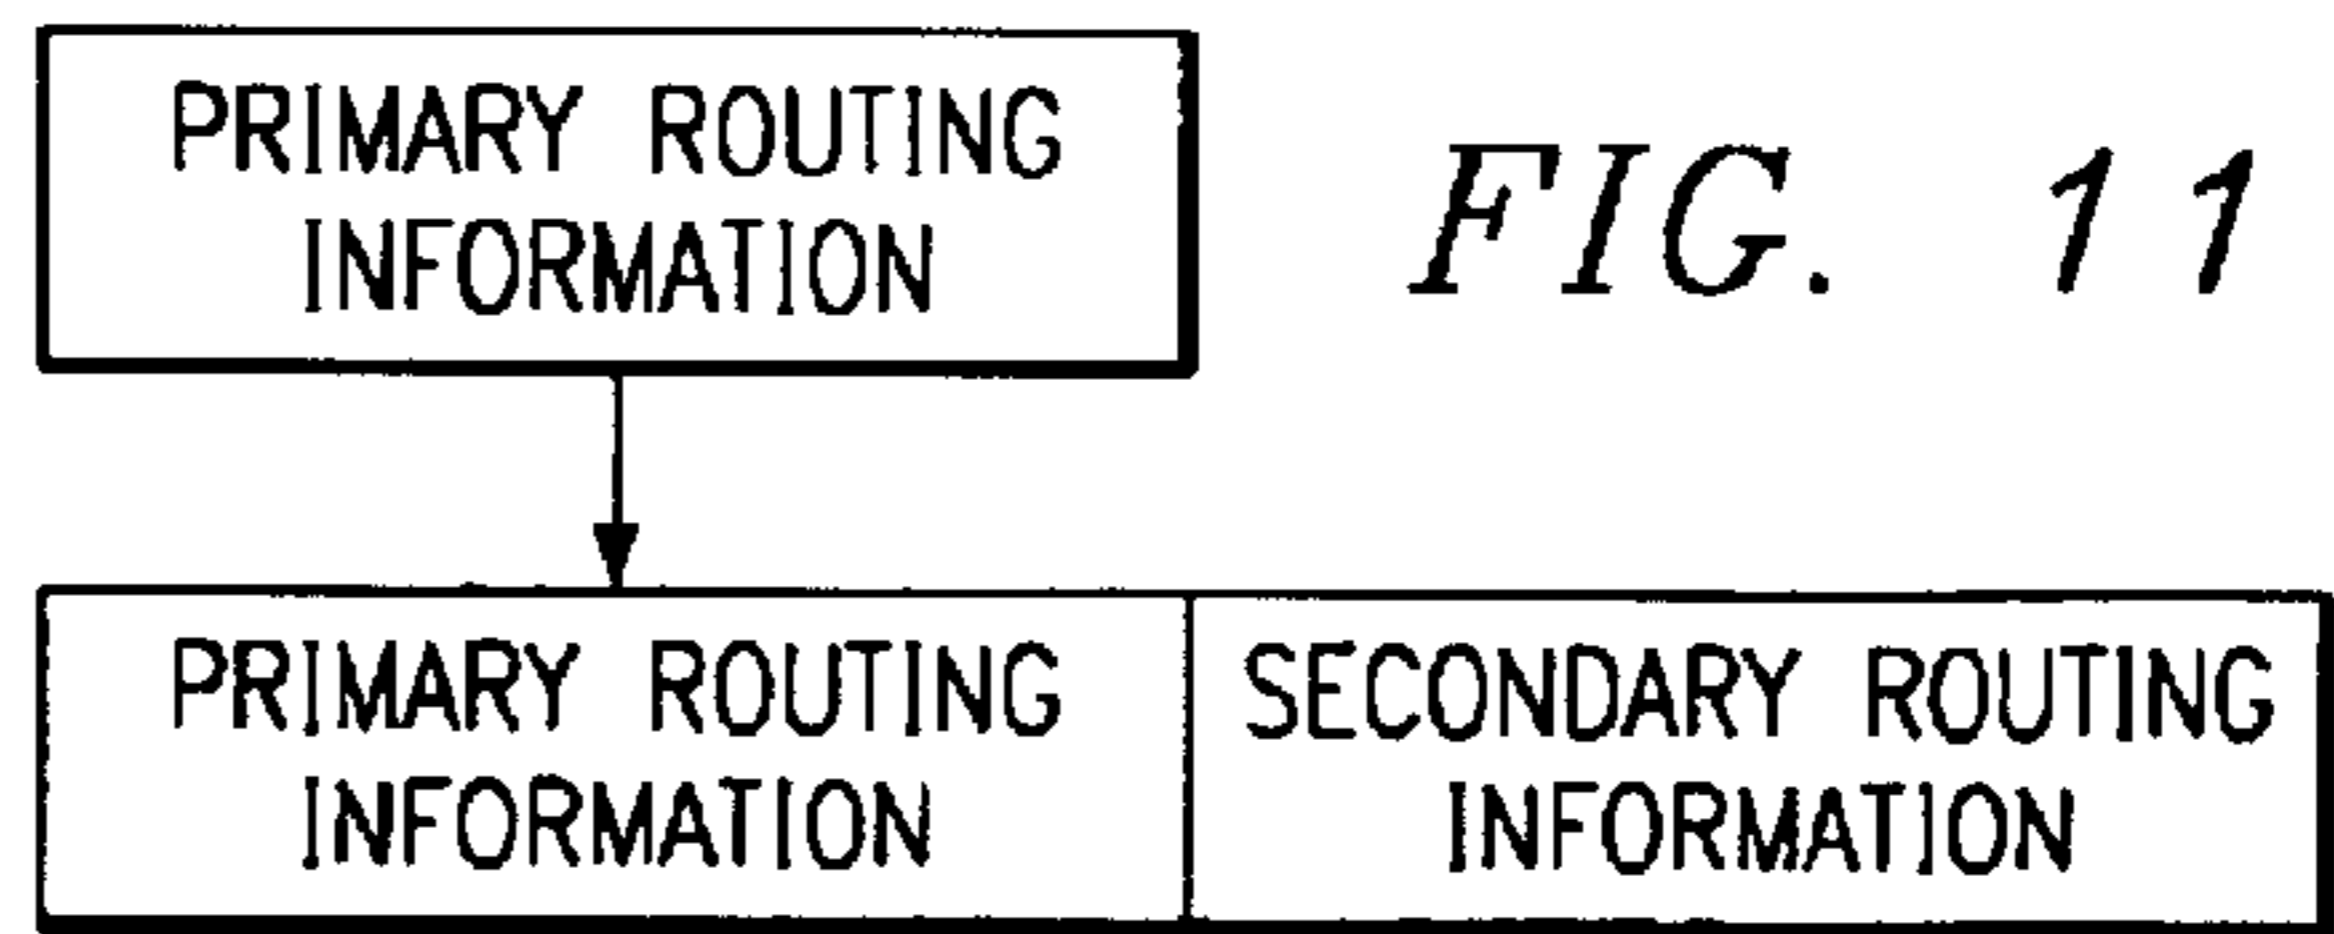 PRIMARY ROUTING
INFORMATION
FIG. 11
PRIMARY ROUTING
INFORMATION
SECONDARY ROUTING
INFORMATION